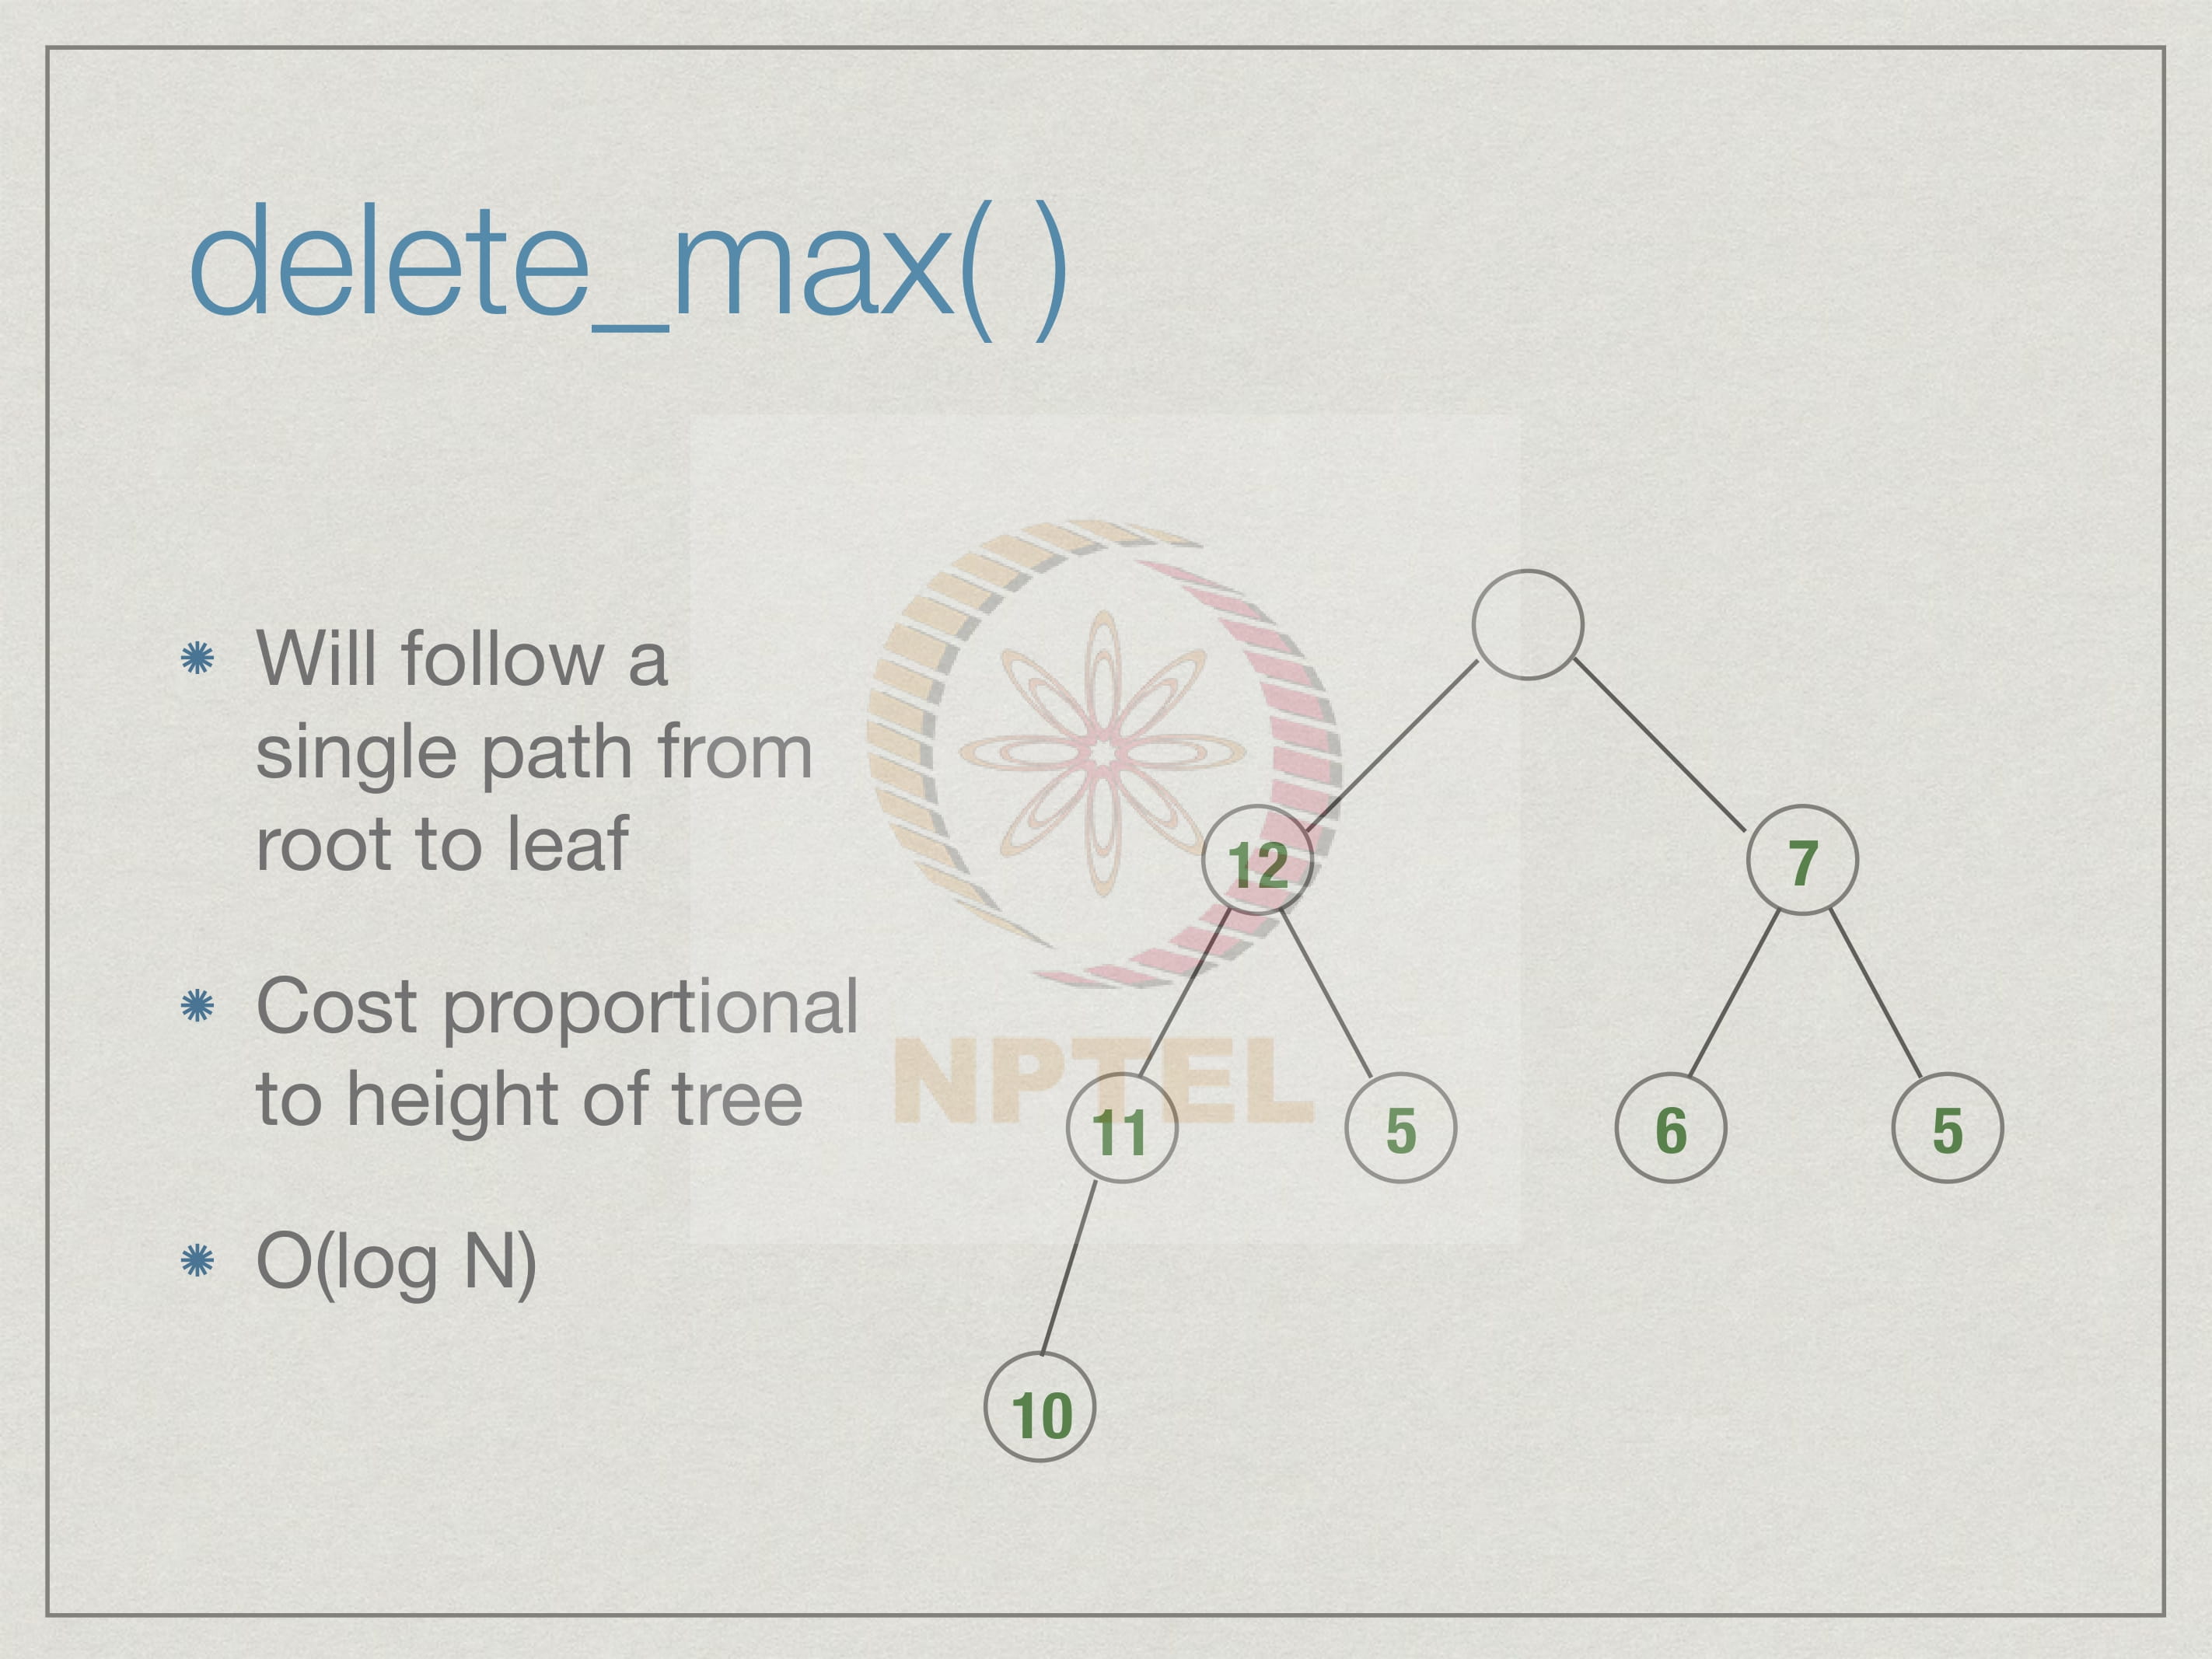 delete_max( )
Will follow a
single path from
root to leaf
Cost proportional
to height of tree
O(log N)
12
7
11
5
6
5
10
NPTEL